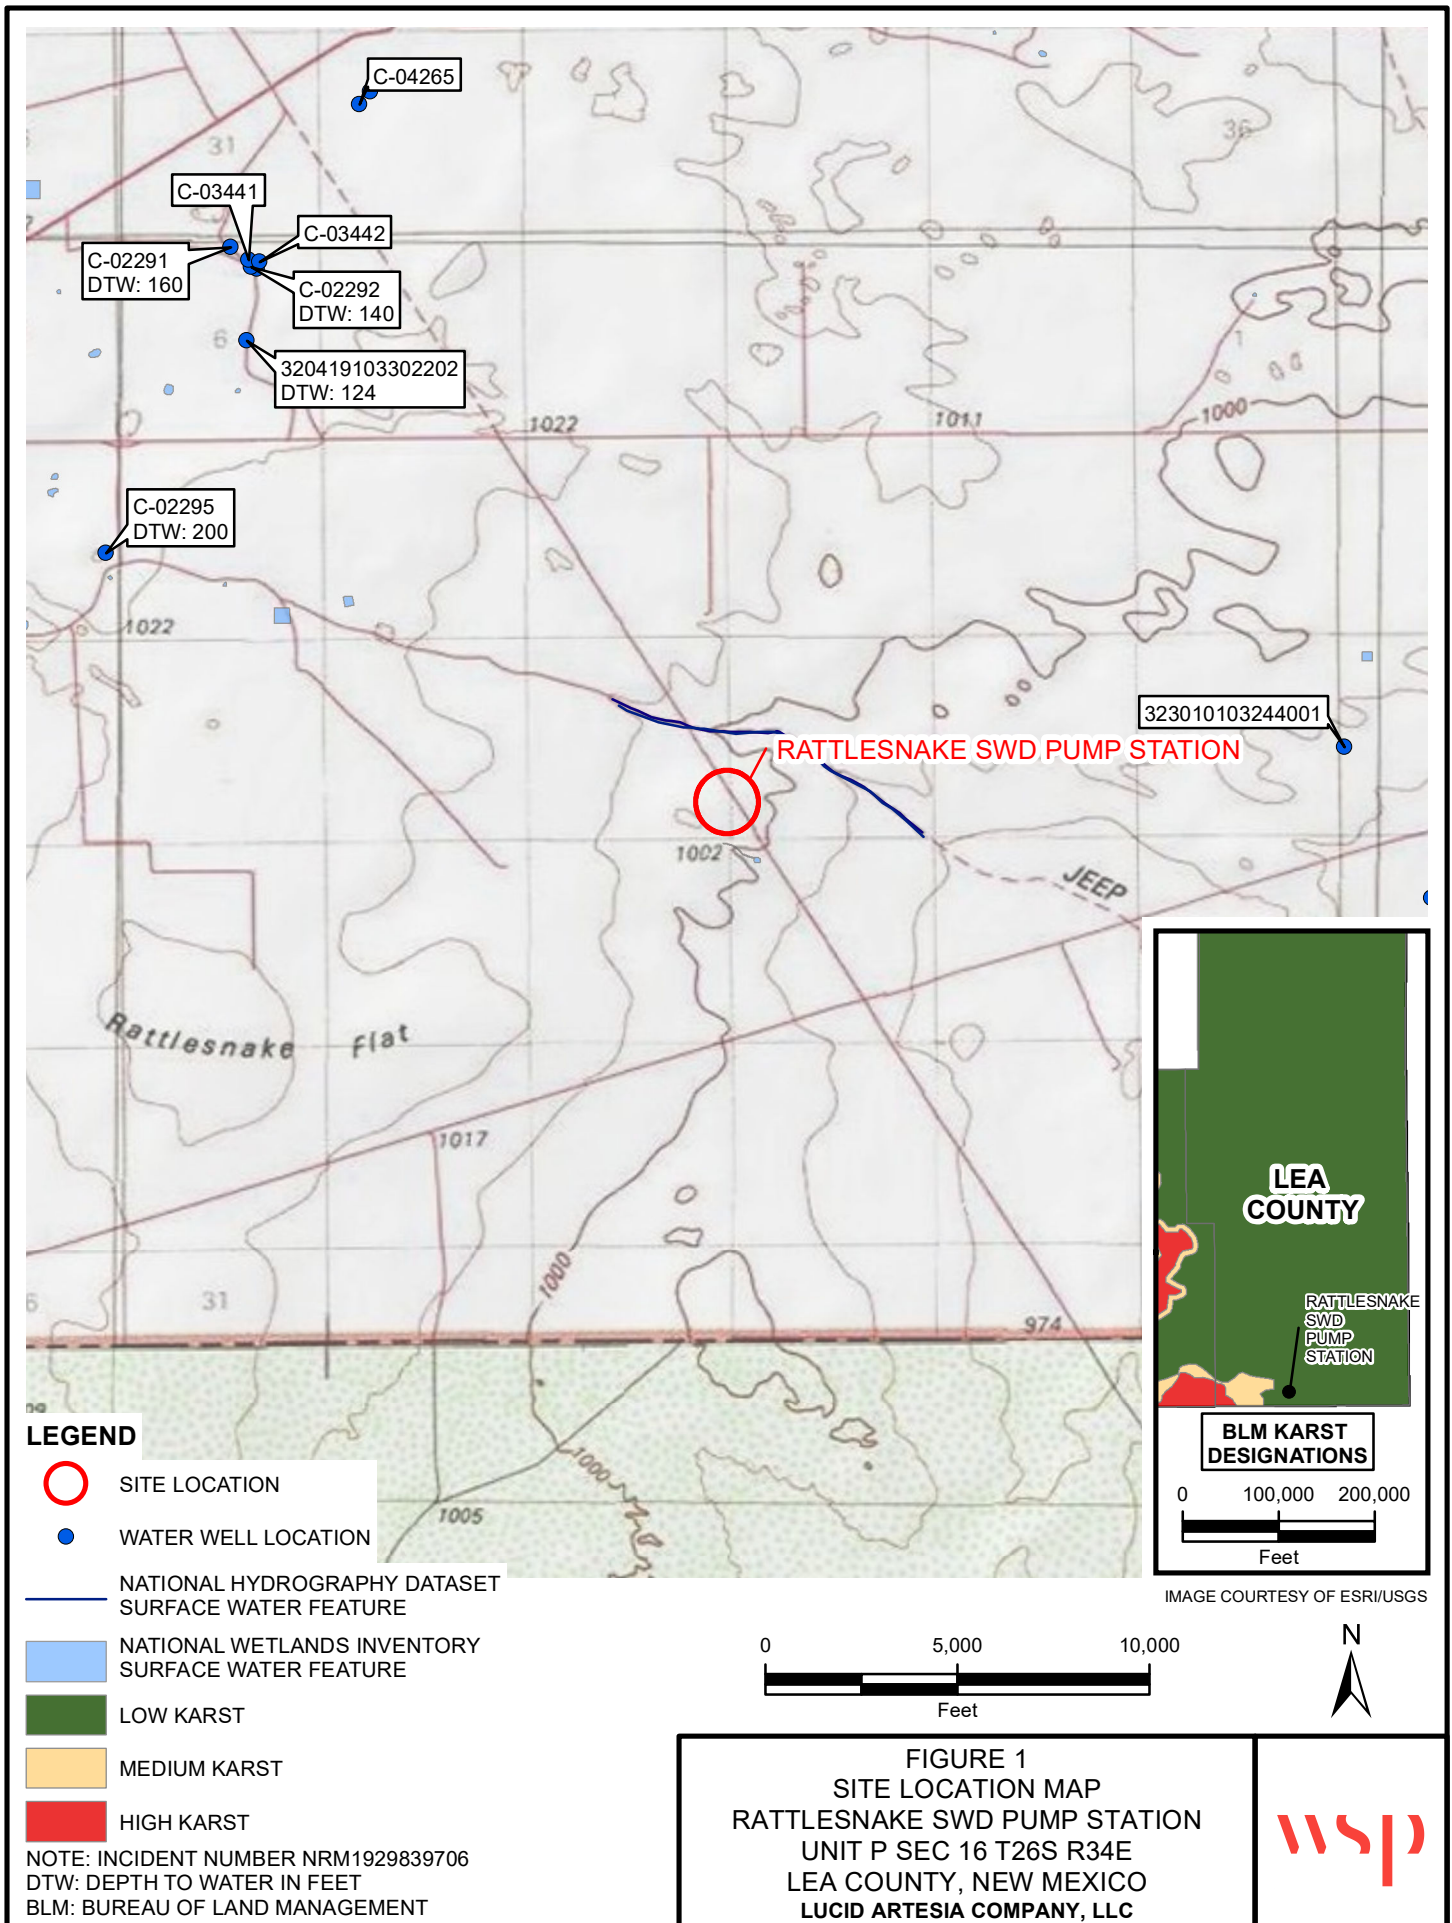 C-04265
36
31
C-03441
C-03442
C-02291
DTW: 160
C-02292
DTW: 140
6
1
320419103302202
DTW: 124
1000
1022
1011
C-02295
DTW: 200
1022
323010103244001
RATTLESNAKE SWD PUMP STATION
1002
JEEP
Rattlesnake Flat
1017
1000
31
6
974
1000
1005
LEA
COUNTY
RATTLESNAKE
SWD
PUMP
STATION
BLM KARST
DESIGNATIONS
0 100,000 200,000
Feet
IMAGE COURTESY OF ESRI/USGS
LEGEND
SITE LOCATION
WATER WELL LOCATION
NATIONAL HYDROGRAPHY DATASET
SURFACE WATER FEATURE
NATIONAL WETLANDS INVENTORY
SURFACE WATER FEATURE
LOW KARST
MEDIUM KARST
HIGH KARST
NOTE: INCIDENT NUMBER NRM1929839706
DTW: DEPTH TO WATER IN FEET
BLM: BUREAU OF LAND MANAGEMENT
0 5,000 10,000
Feet
N
FIGURE 1
SITE LOCATION MAP
RATTLESNAKE SWD PUMP STATION
UNIT P SEC 16 T26S R34E
LEA COUNTY, NEW MEXICO
LUCID ARTESIA COMPANY, LLC
wsp